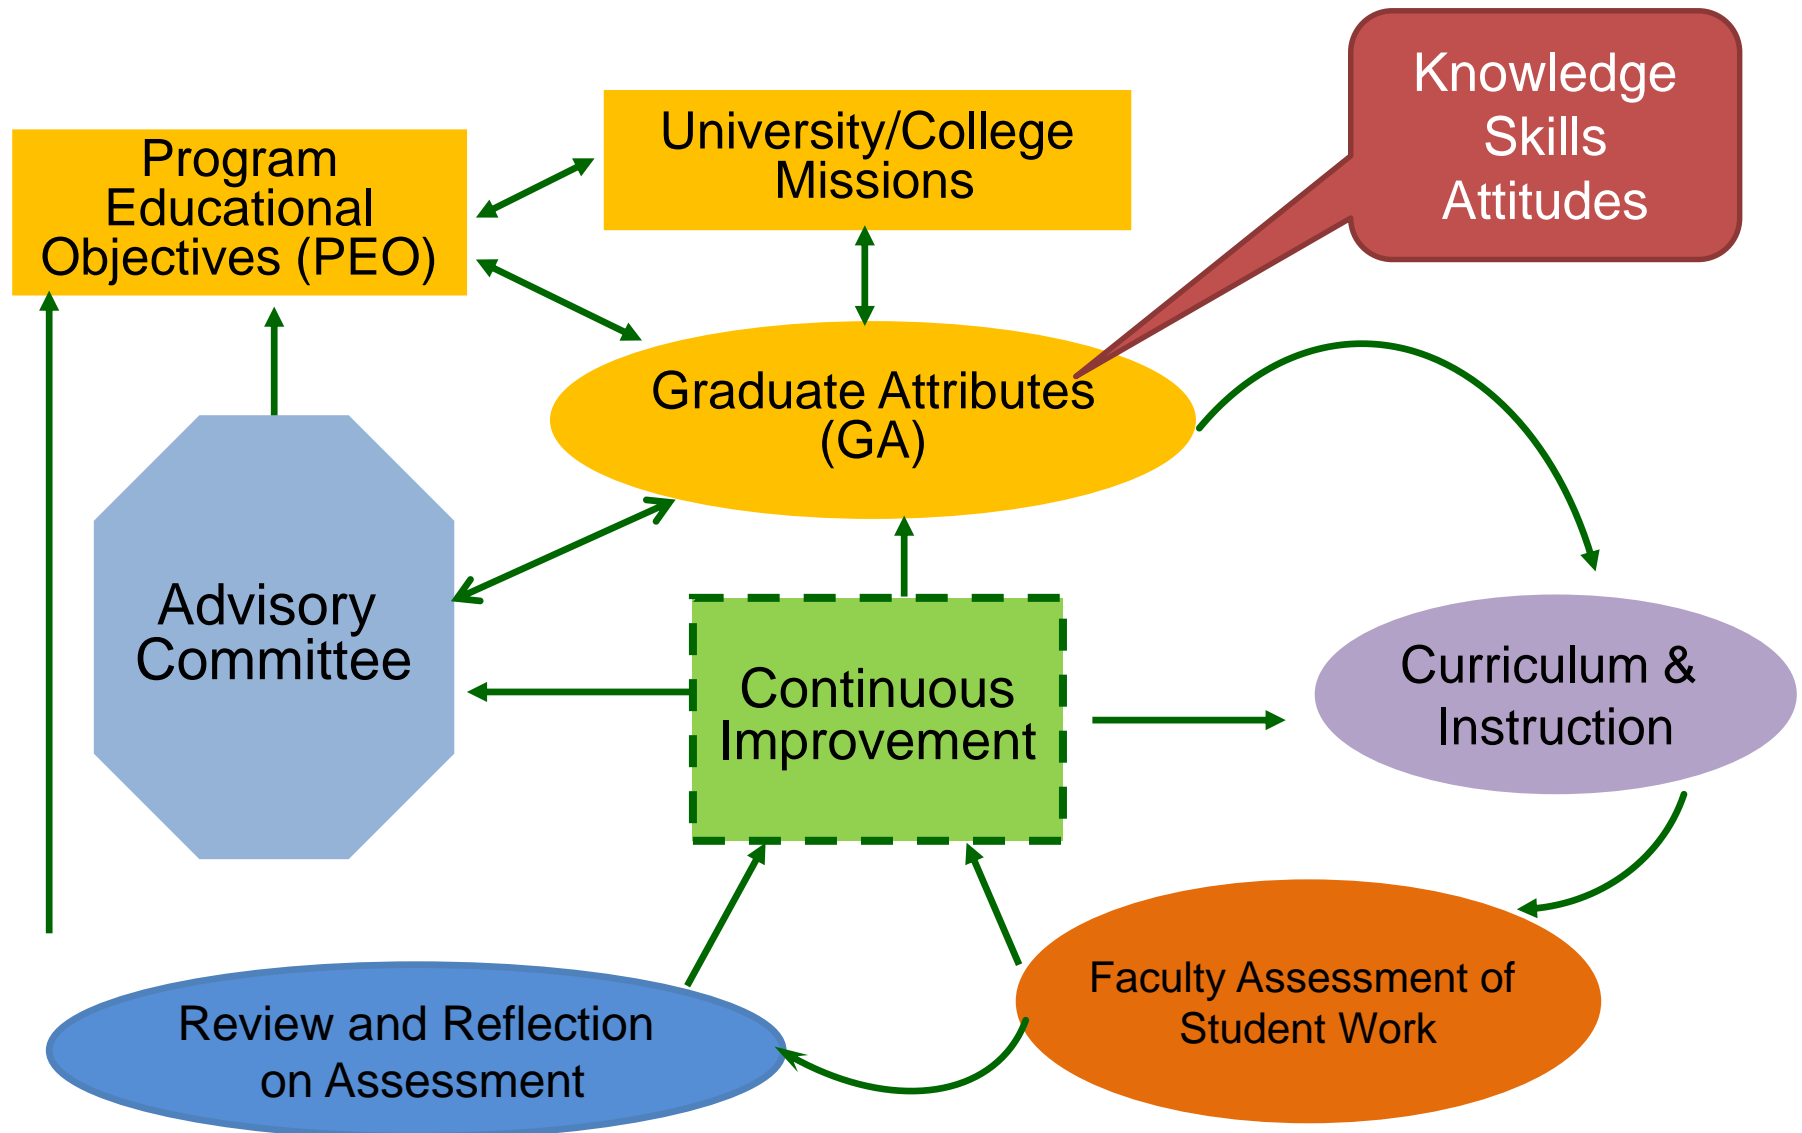 Program
Educational
Objectives (PEO)
University/College
Missions
Knowledge
Skills
Attitudes
Graduate Attributes
(GA)
Advisory
Committee
Continuous
Improvement
Curriculum &
Instruction
Review and Reflection
on Assessment
Faculty Assessment of
Student Work